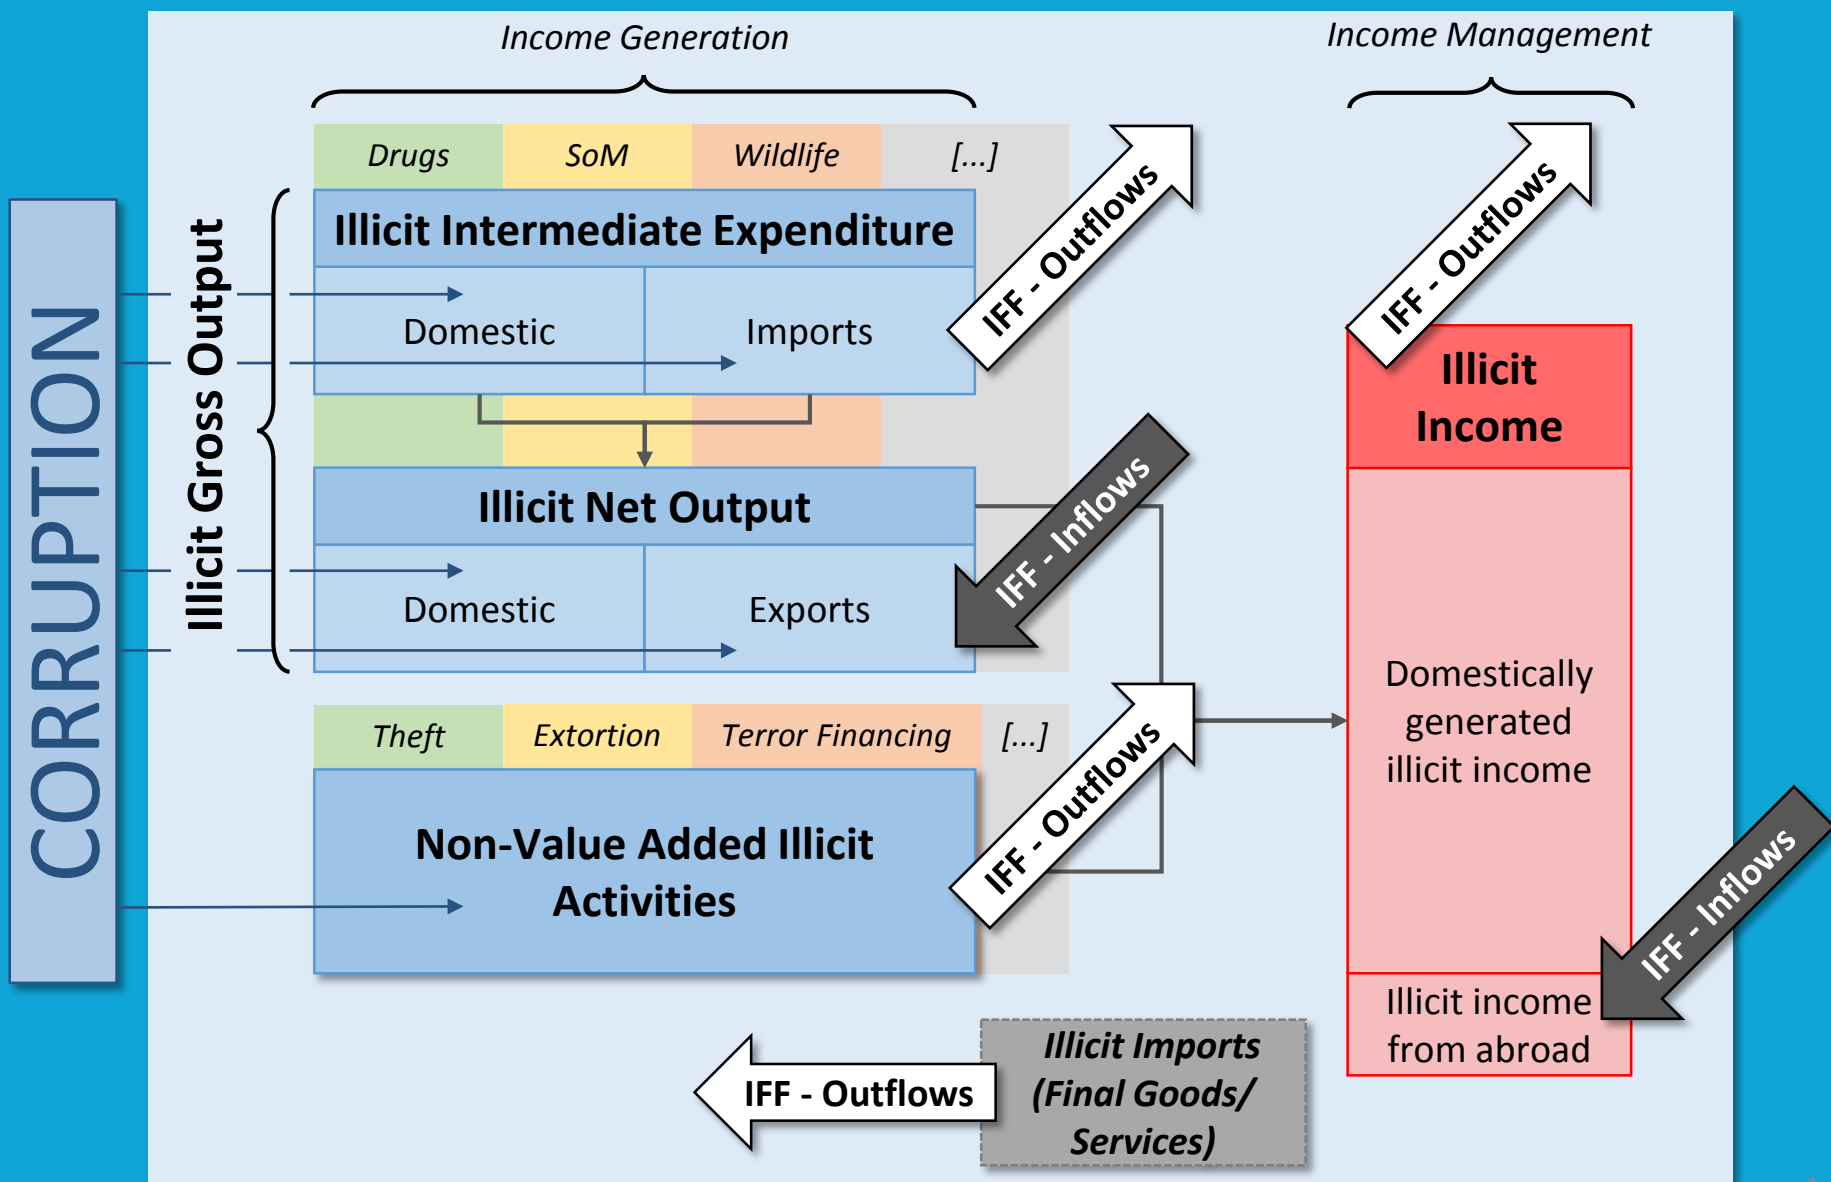 Income Generation
Income Management
Drugs
SoM
Wildlife
[...]
IFF - Outflows
IFF - Outflows
CORRUPTION
Illicit Gross Output
Illicit Intermediate Expenditure
Domestic
Imports
Illicit
Income
IFF - Inflows
Illicit Net Output
Domestic
Exports
Domestically
generated
illicit income
Theft
Extortion
Terror Financing
[...]
IFF - Outflows
Non-Value Added Illicit
Activities
IFF - Inflows
Illicit income
from abroad
IFF - Outflows
Illicit Imports
(Final Goods/
Services)